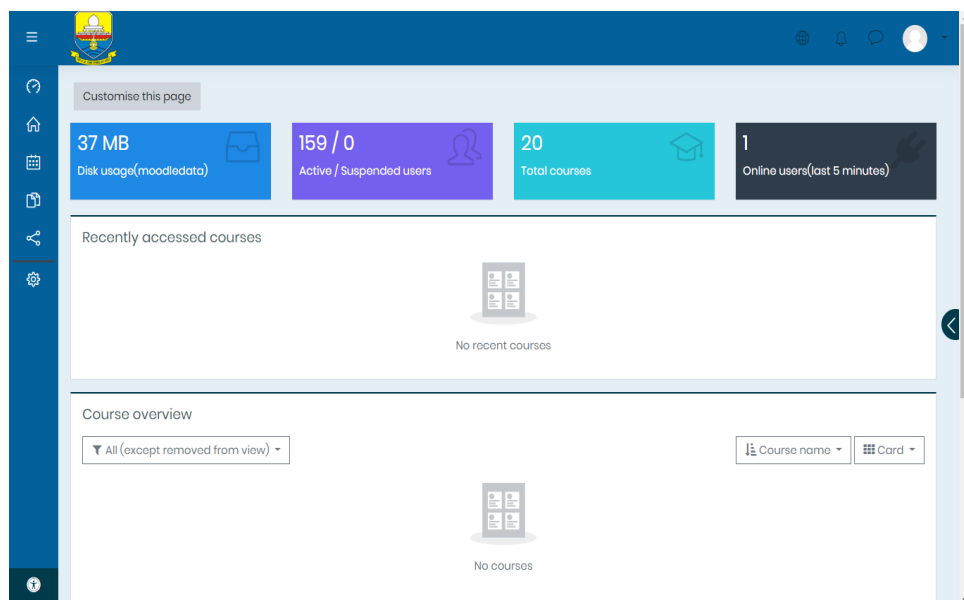 Customise this page
37 MB
Disk usage(moodledata)
159 / 0
Active / Suspended users
20
Total courses
1
Online users(last 5 minutes)
Recently accessed courses
No recent courses
Course overview
All (except removed from view)
Course name
Card
No courses